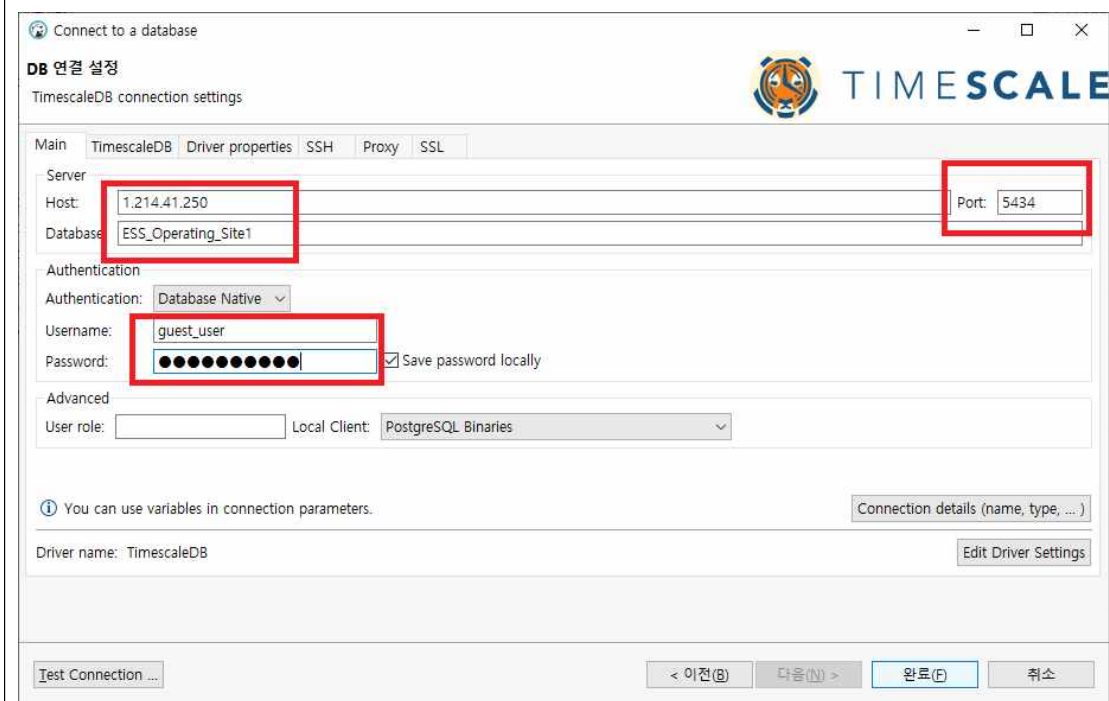 Connect to a database
DB 연결 설정
TimescaleDB connection settings
TIMESCALE
Main TimescaleDB Driver properties SSH Proxy SSL
Server
Host: 1.214.41.250 Port: 5434
Database ESS_Operating_Site1
Authentication
Authentication: Database Native
Username: guest_user
Password: ●●●●●●●●●● Save password locally
Advanced
User role: Local Client: PostgreSQL Binaries
You can use variables in connection parameters. Connection details (name, type, ... )
Driver name: TimescaleDB Edit Driver Settings
Test Connection ... < 이전(B) 다음(N) > 완료(F) 취소